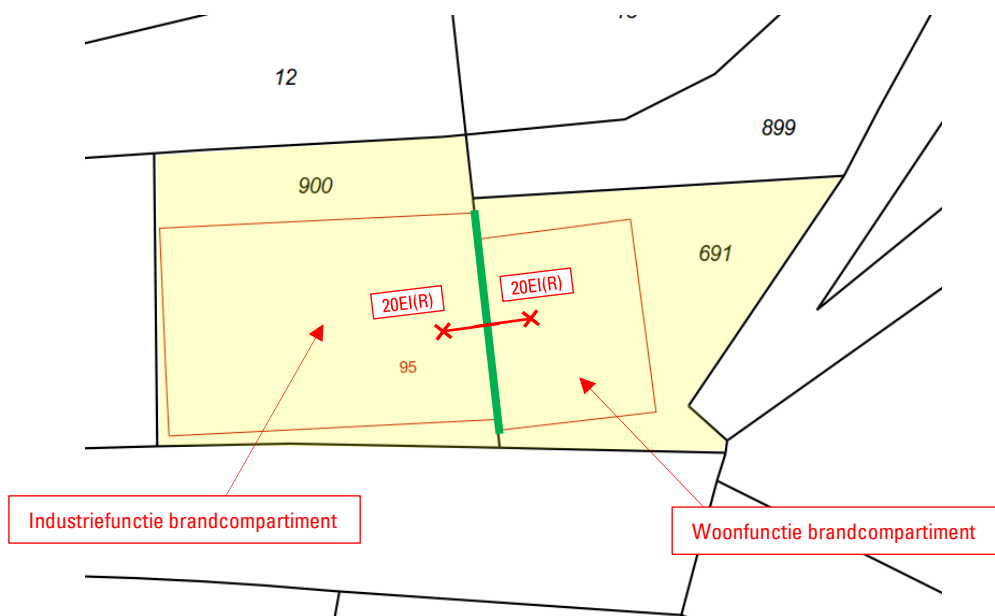 12
899
900
691
20EI(R)
20EI(R)
95
Industriefunctie brandcompartiment
Woonfunctie brandcompartiment